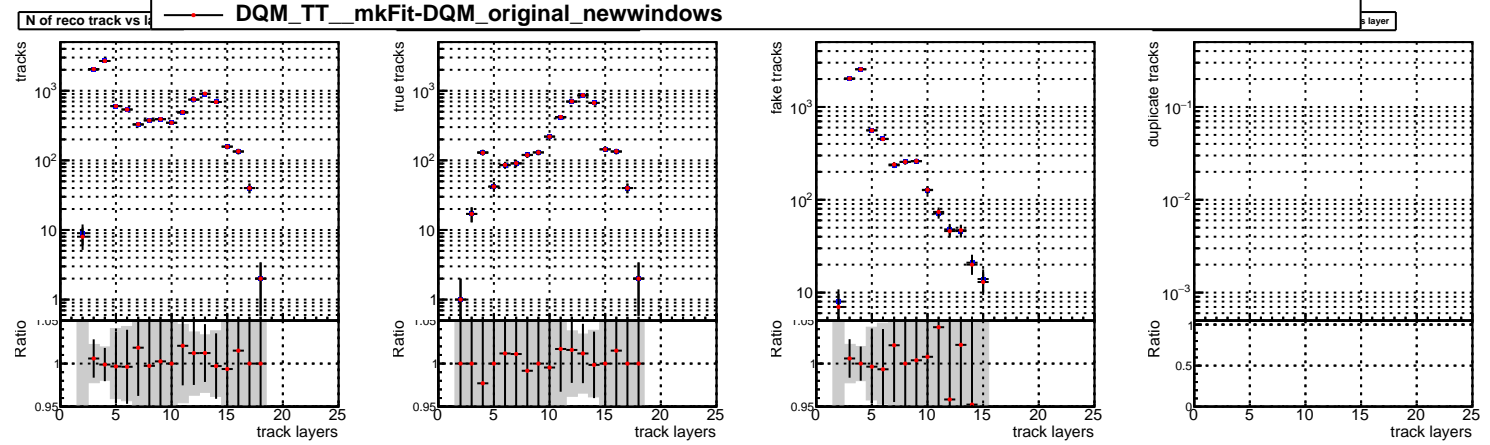 DQM_TT__mkFit-DQM_original_newwindows
N of reco track vs la
s layer
tracks
10³
10²
10
1
Ratio
1.05
1
0.95
0 5 10 15 20 25
track layers
true tracks
10³
10²
10
1
Ratio
1.05
1
0.95
0 5 10 15 20 25
track layers
fake tracks
10³
10²
10
Ratio
1.05
1
0.95
0 5 10 15 20 25
track layers
duplicate tracks
10⁻¹
10⁻²
10⁻³
Ratio
1
0.5
0
0 5 10 15 20 25
track layers